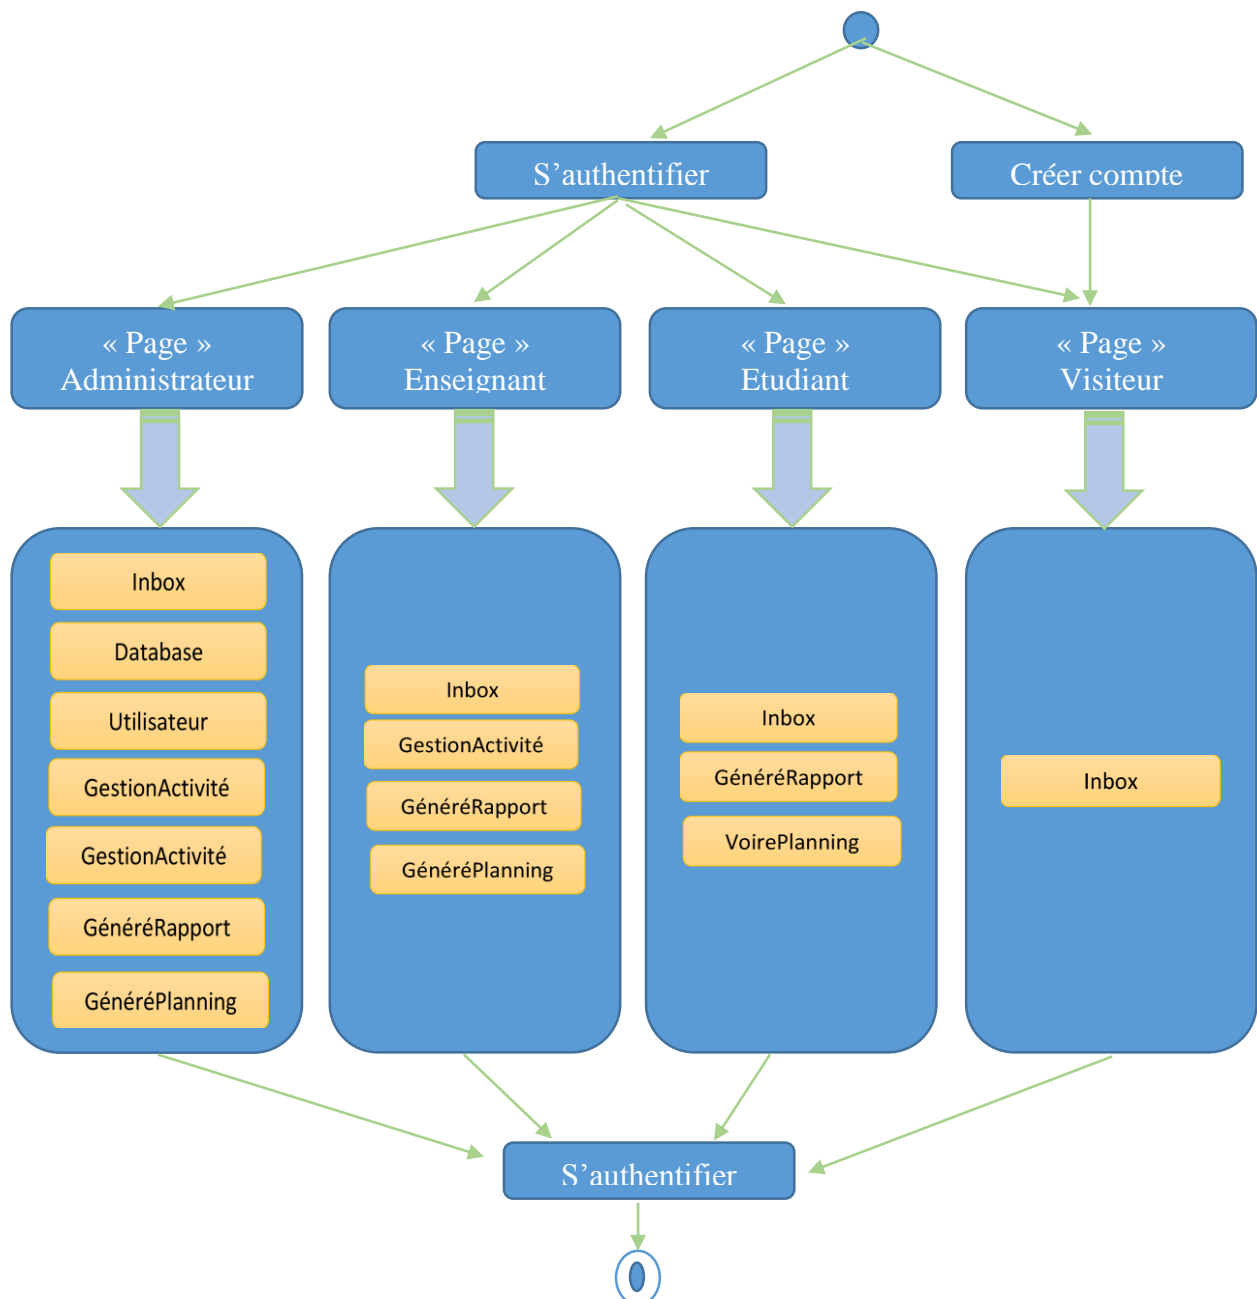 S’authentifier
Créer compte
« Page »
Administrateur
« Page »
Enseignant
« Page »
Etudiant
« Page »
Visiteur
Inbox
Database
Utilisateur
GestionActivité
GestionActivité
GénéréRapport
GénéréPlanning
Inbox
GestionActivité
GénéréRapport
GénéréPlanning
Inbox
GénéréRapport
VoirePlanning
Inbox
S’authentifier